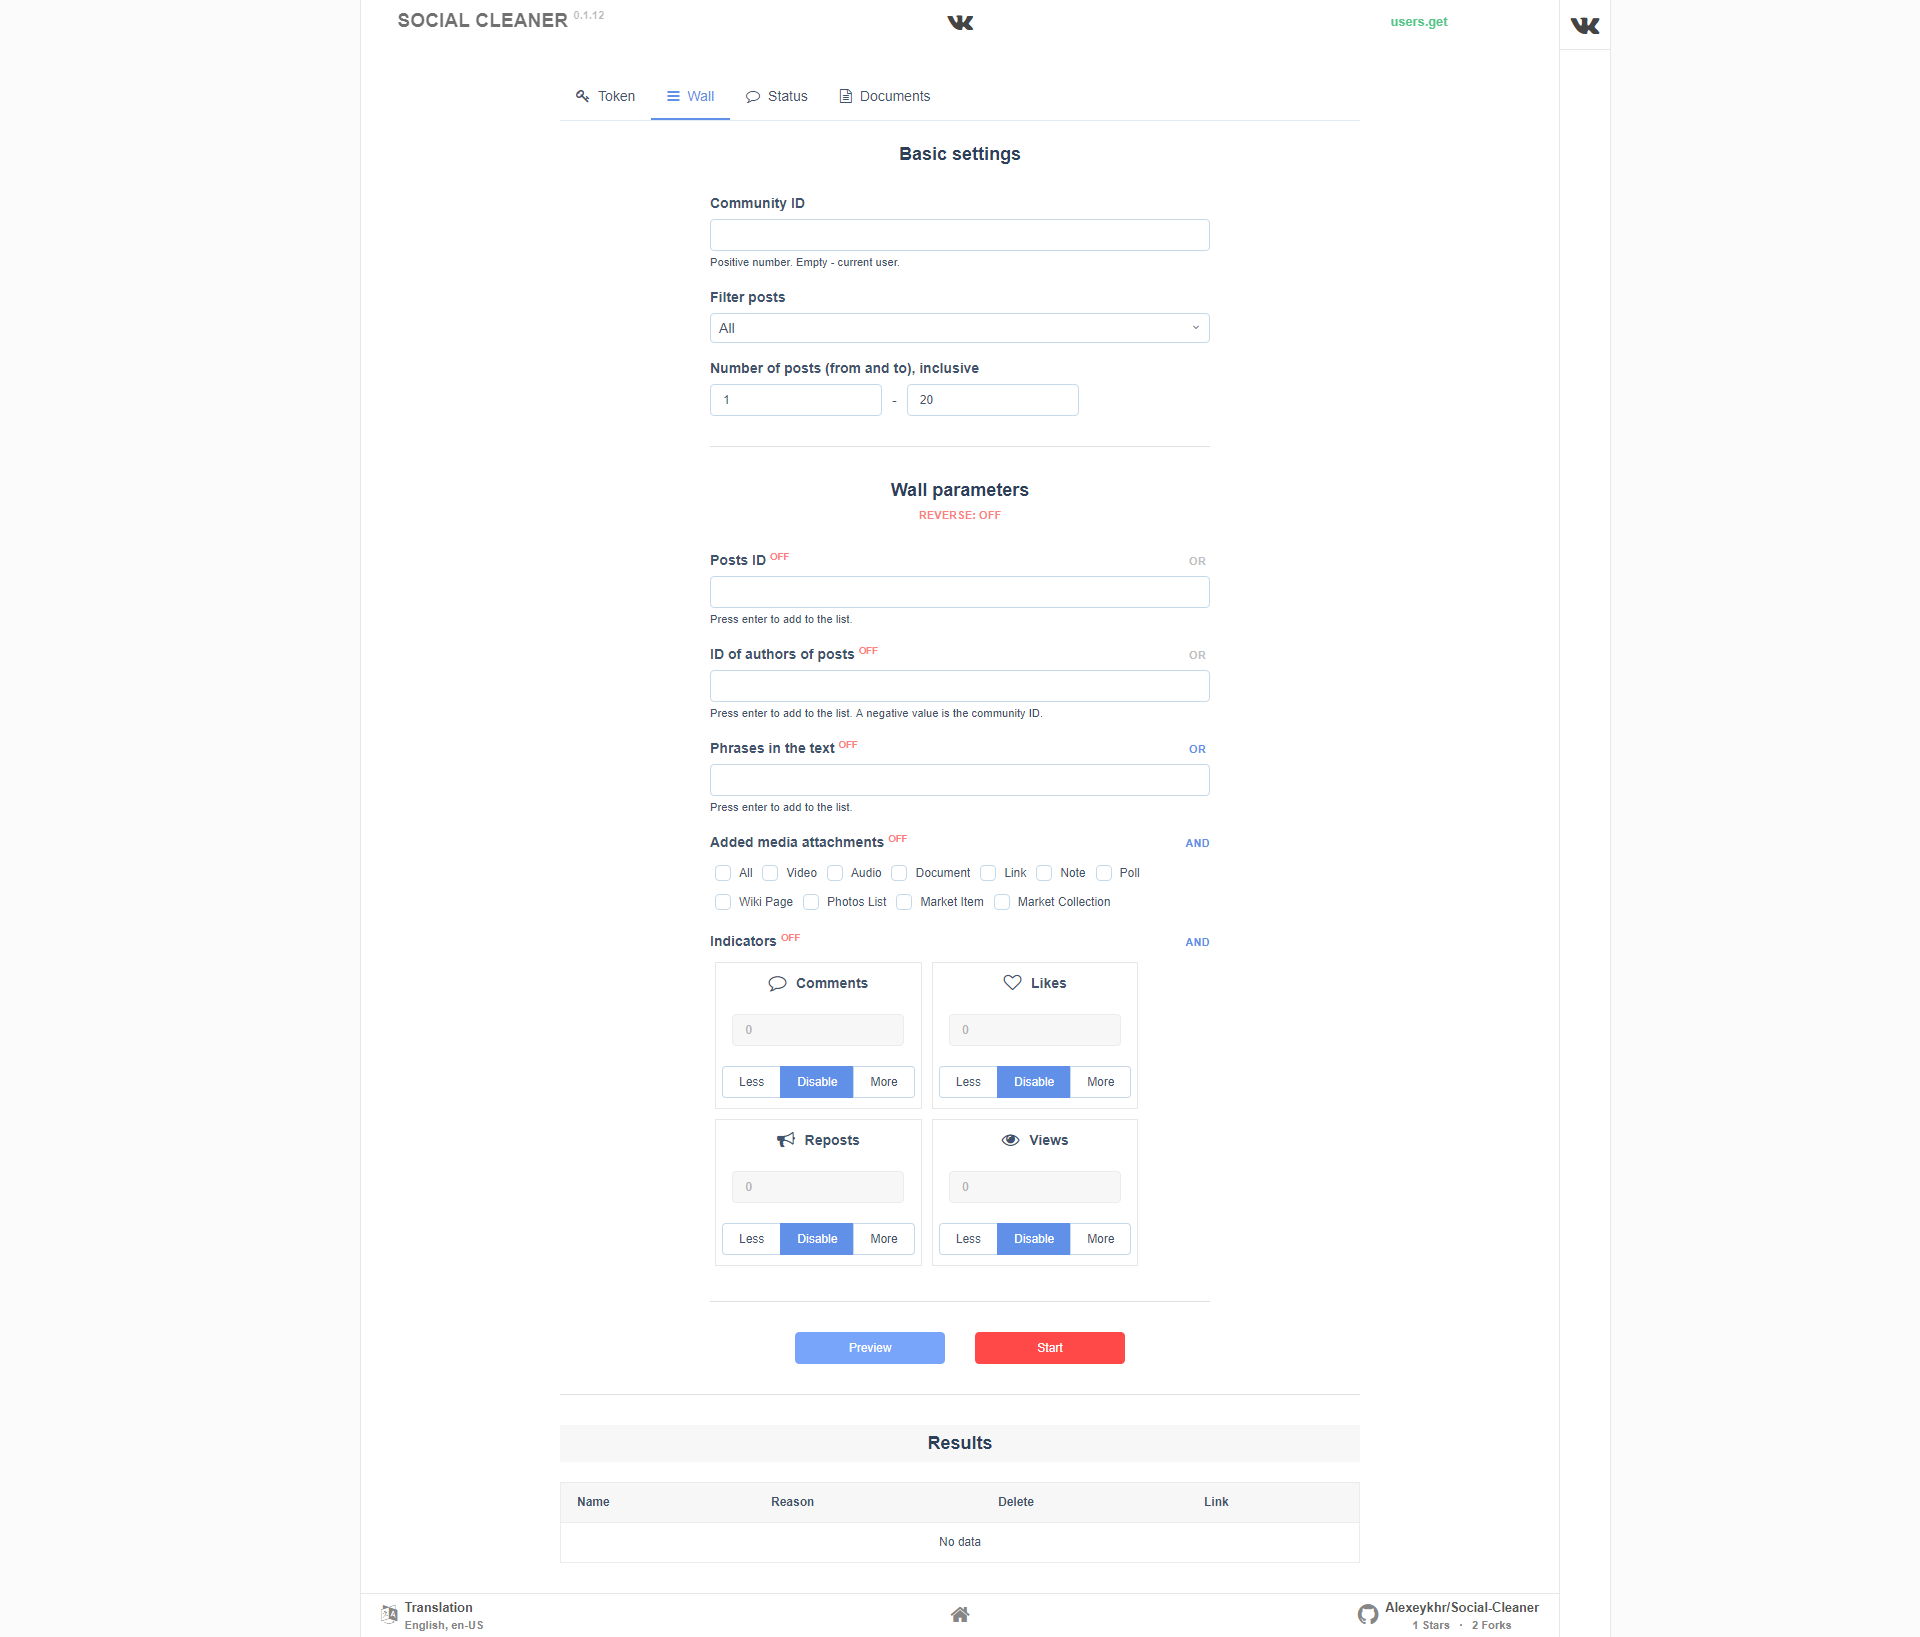 SOCIAL CLEANER 0.1.12
users.get
Token Wall Status Documents
Basic settings
Community ID
Positive number. Empty - current user.
Filter posts
All
Number of posts (from and to), inclusive
1 - 20
Wall parameters
REVERSE: OFF
Posts ID OFF OR
Press enter to add to the list.
ID of authors of posts OFF OR
Press enter to add to the list. A negative value is the community ID.
Phrases in the text OFF OR
Press enter to add to the list.
Added media attachments OFF AND
All Video Audio Document Link Note Poll
Wiki Page Photos List Market Item Market Collection
Indicators OFF AND
Comments Likes
0 0
Less Disable More Less Disable More
Reposts Views
0 0
Less Disable More Less Disable More
Preview Start
Results
Name Reason Delete Link
No data
Translation
English, en-US
Alexeykhr/Social-Cleaner
1 Stars · 2 Forks